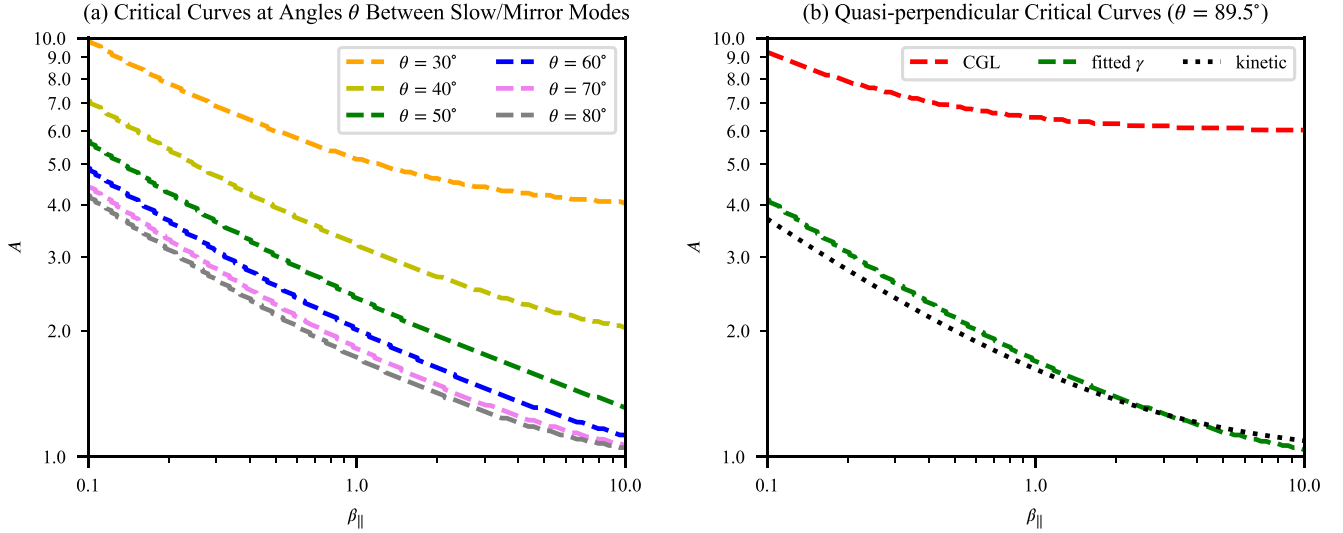 (a) Critical Curves at Angles θ Between Slow/Mirror Modes
10.0
9.0
8.0
7.0
6.0
5.0
4.0
3.0
2.0
1.0
A
θ = 30°
θ = 40°
θ = 50°
θ = 60°
θ = 70°
θ = 80°
0.1
1.0
10.0
β∥
(b) Quasi-perpendicular Critical Curves (θ = 89.5°)
10.0
9.0
8.0
7.0
6.0
5.0
4.0
3.0
2.0
1.0
A
CGL
fitted γ
kinetic
0.1
1.0
10.0
β∥